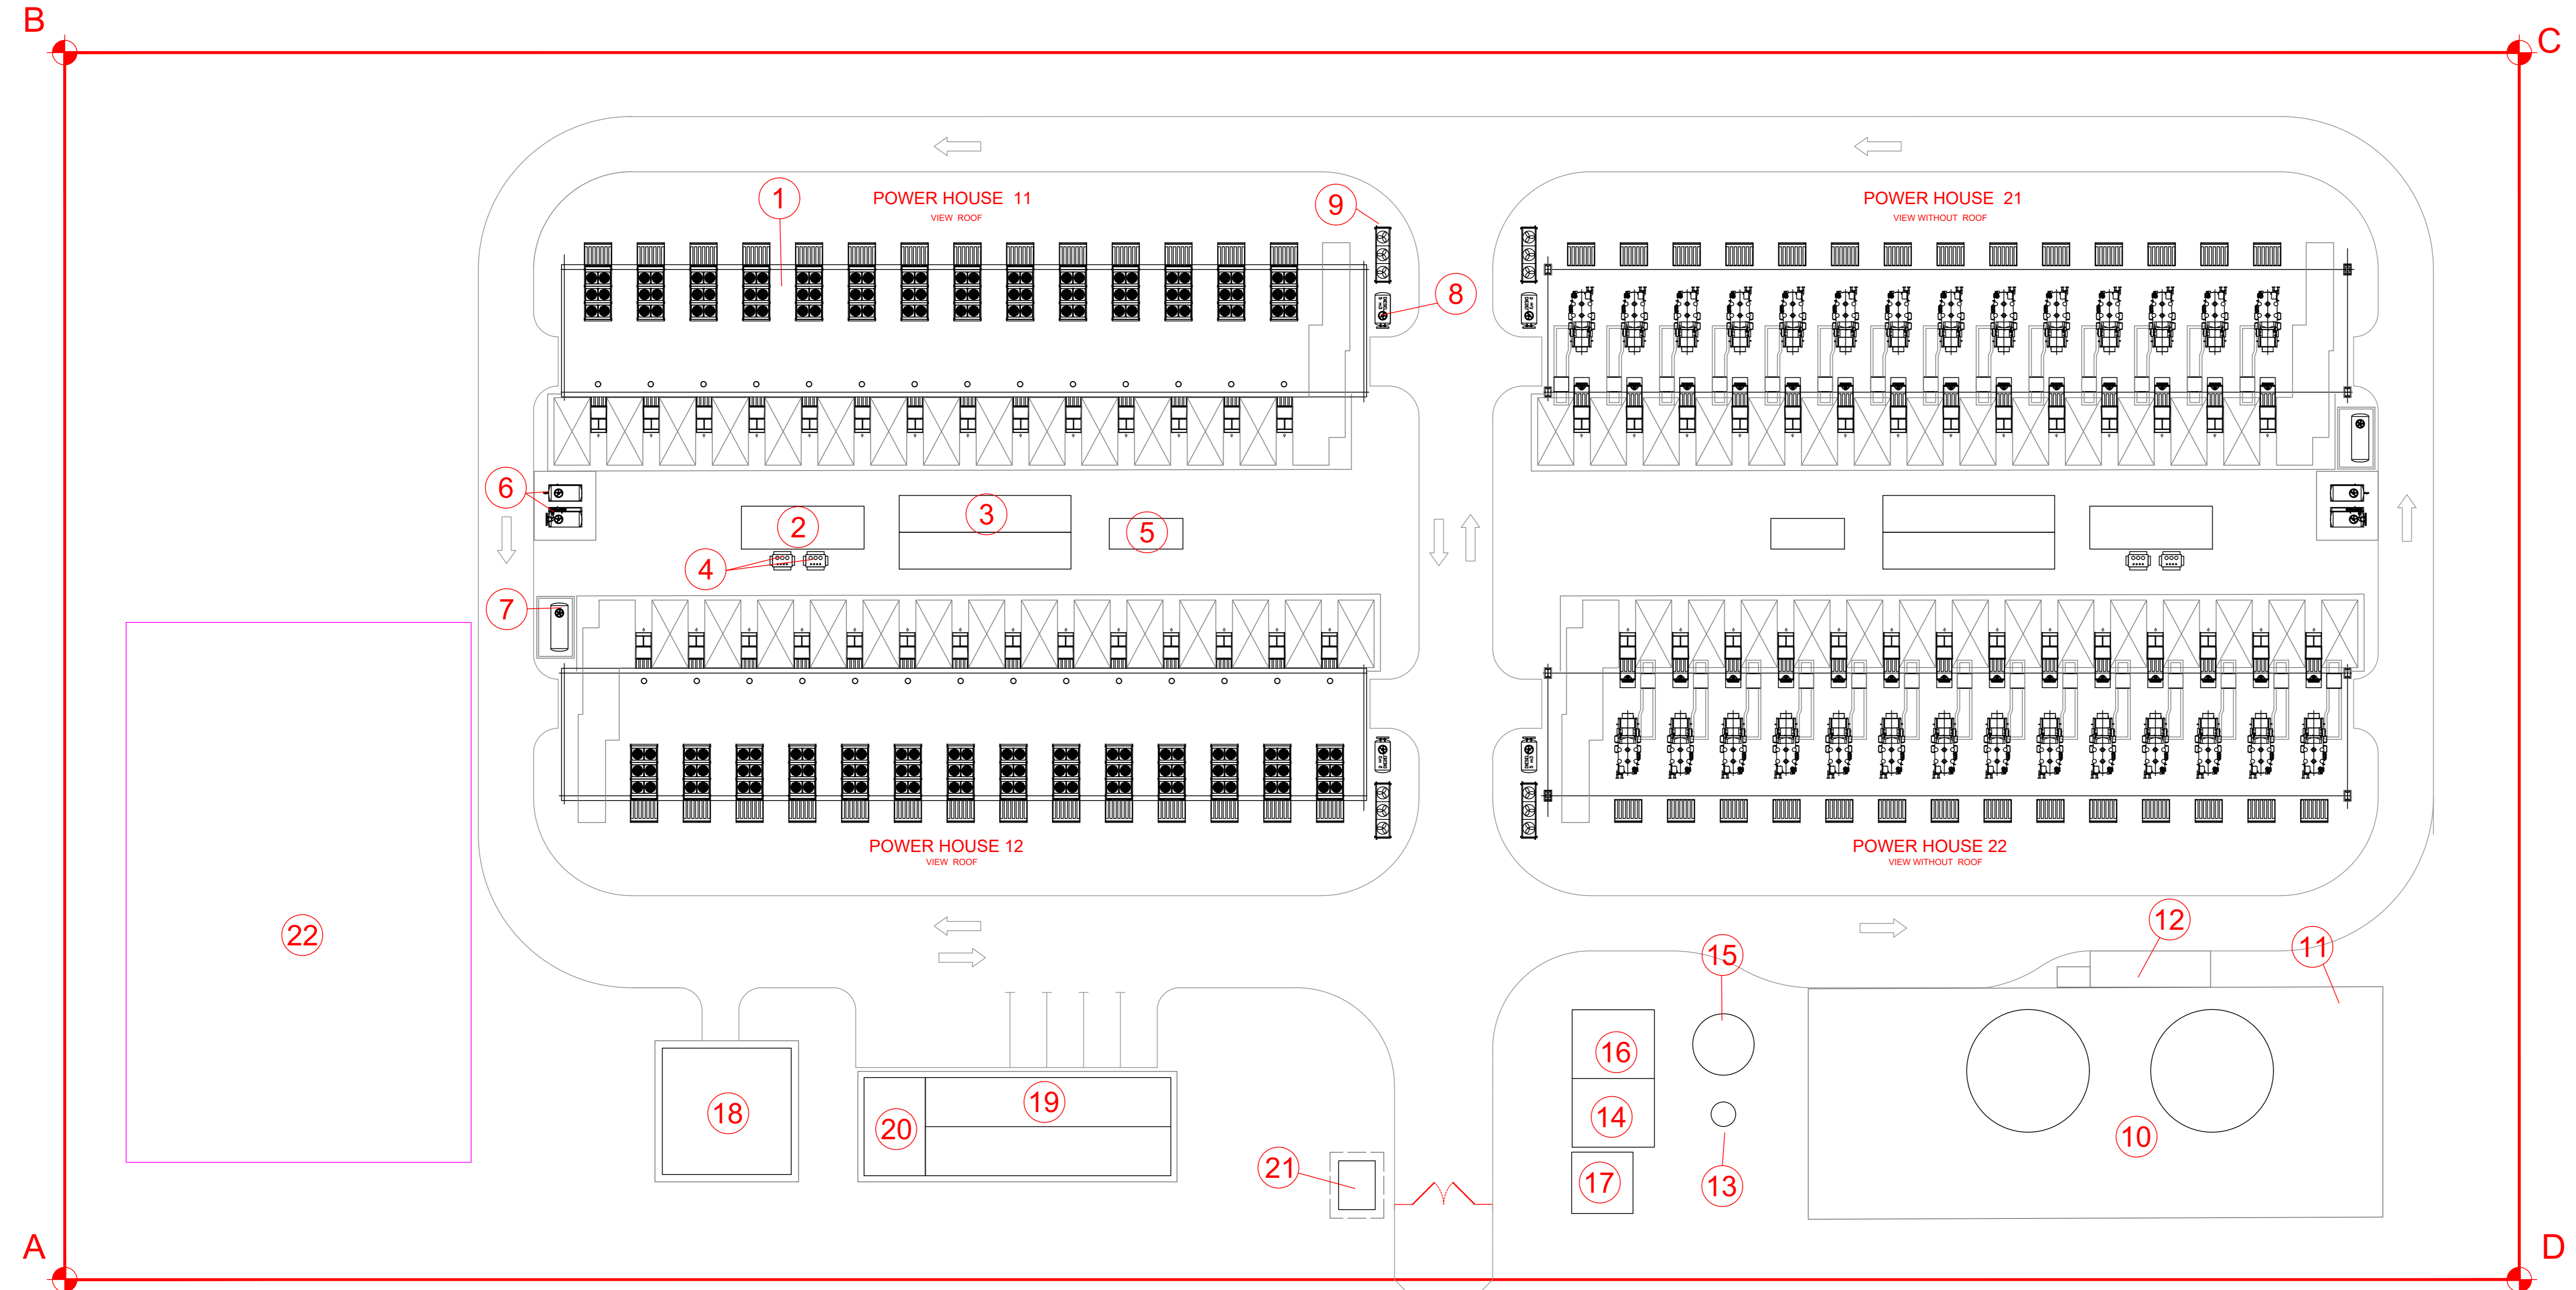 B
C
POWER HOUSE 11
VIEW ROOF
POWER HOUSE 21
VIEW WITHOUT ROOF
1
9
8
6
2
3
5
4
7
POWER HOUSE 12
VIEW ROOF
POWER HOUSE 22
VIEW WITHOUT ROOF
22
12
11
15
16
14
17
13
10
18
19
20
21
A
D